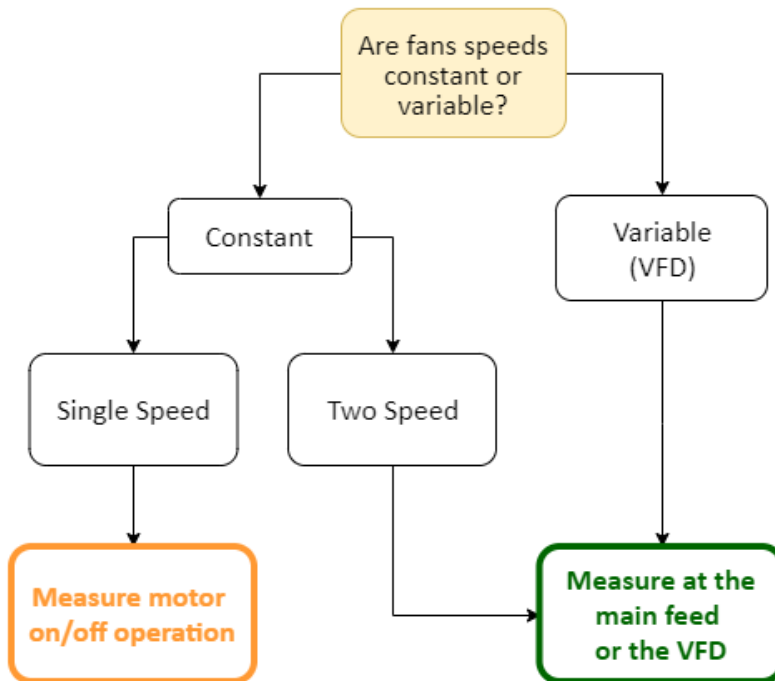 Are fans speeds
constant or
variable?
Constant
Variable
(VFD)
Single Speed
Two Speed
Measure motor
on/off operation
Measure at the
main feed
or the VFD